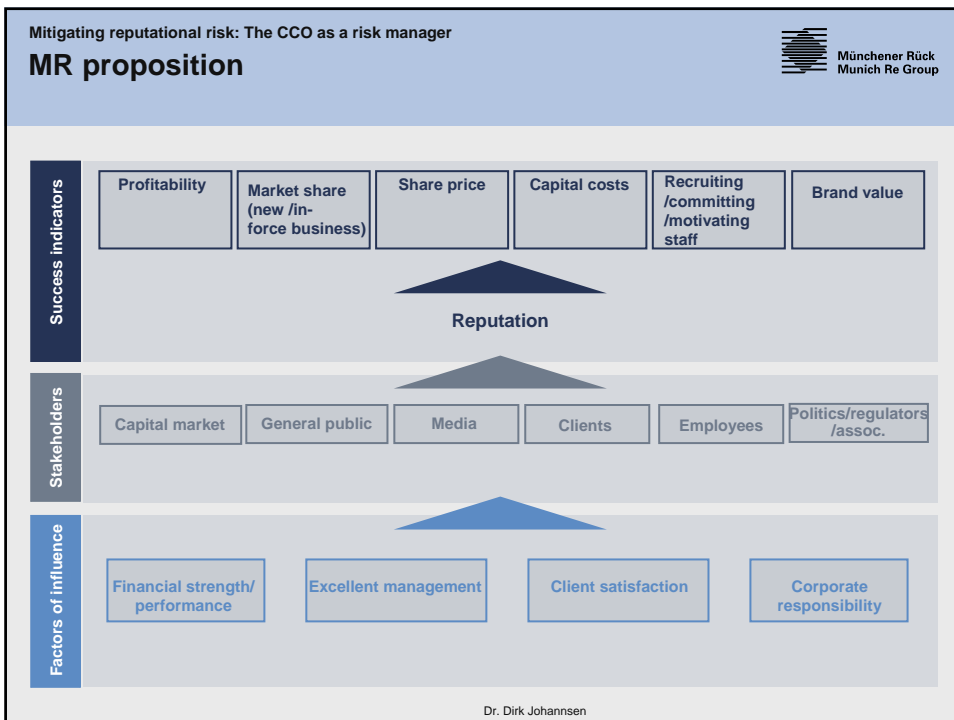 Mitigating reputational risk: The CCO as a risk manager
MR proposition
Münchener Rück
Munich Re Group
Success indicators
Profitability
Market share
(new /in-
force business)
Share price
Capital costs
Recruiting
/committing
/motivating
staff
Brand value
Reputation
Stakeholders
Capital market
General public
Media
Clients
Employees
Politics/regulators
/assoc.
Factors of influence
Financial strength/
performance
Excellent management
Client satisfaction
Corporate
responsibility
Dr. Dirk Johannsen